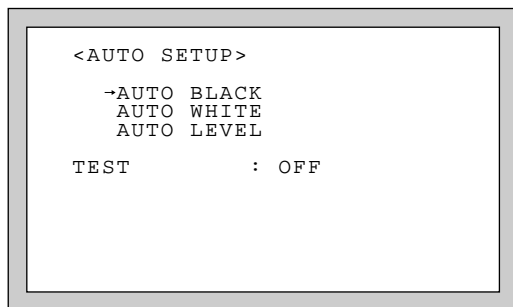 <AUTO SETUP>
→AUTO BLACK
AUTO WHITE
AUTO LEVEL
TEST : OFF